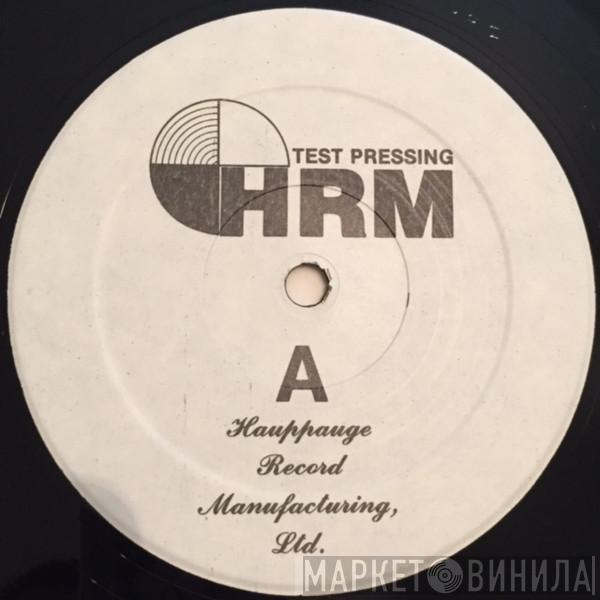 TEST PRESSING
HRM
A
Hauppauge
Record
Manufacturing,
Ltd.
МАРКЕТ ВИНИЛА